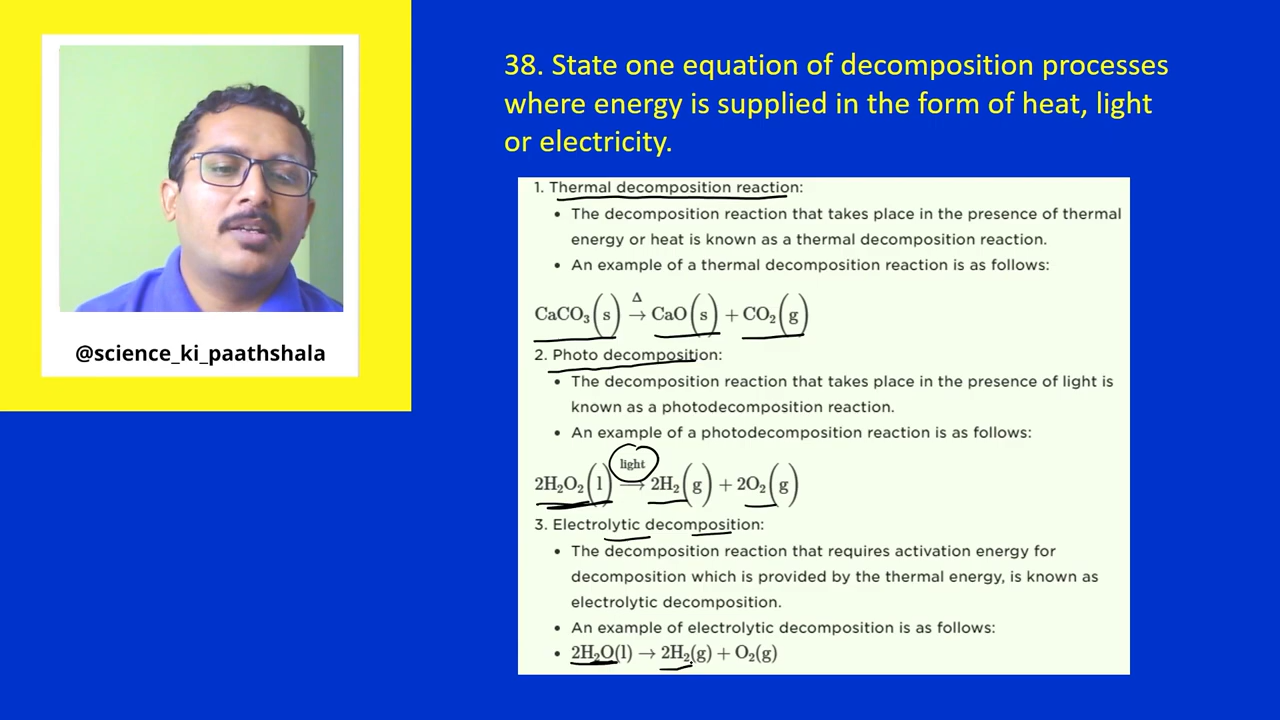 38. State one equation of decomposition processes
where energy is supplied in the form of heat, light
or electricity.
1. Thermal decomposition reaction:
• The decomposition reaction that takes place in the presence of thermal
energy or heat is known as a thermal decomposition reaction.
• An example of a thermal decomposition reaction is as follows:
Δ
CaCO₃(s) → CaO(s) + CO₂(g)
2. Photo decomposition:
• The decomposition reaction that takes place in the presence of light is
known as a photodecomposition reaction.
• An example of a photodecomposition reaction is as follows:
light
2H₂O₂(l) ⟶ 2H₂(g) + 2O₂(g)
3. Electrolytic decomposition:
• The decomposition reaction that requires activation energy for
decomposition which is provided by the thermal energy, is known as
electrolytic decomposition.
• An example of electrolytic decomposition is as follows:
• 2H₂O(l) → 2H₂(g) + O₂(g)
@science_ki_paathshala